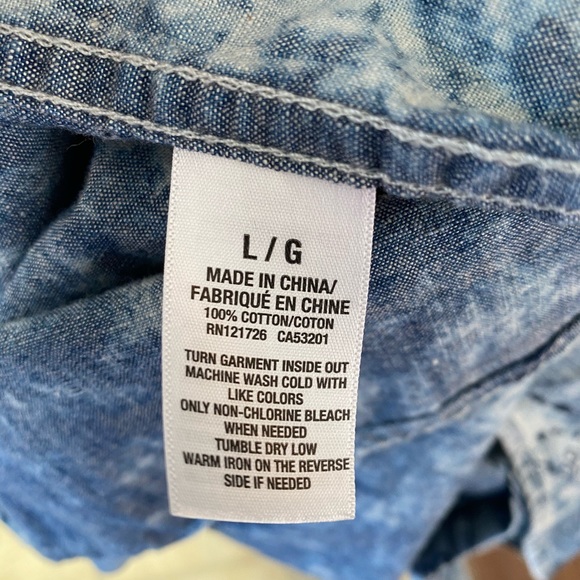 L / G
MADE IN CHINA/
FABRIQUÉ EN CHINE
100% COTTON/COTON
RN121726 CA53201
TURN GARMENT INSIDE OUT
MACHINE WASH COLD WITH
LIKE COLORS
ONLY NON-CHLORINE BLEACH
WHEN NEEDED
TUMBLE DRY LOW
WARM IRON ON THE REVERSE
SIDE IF NEEDED